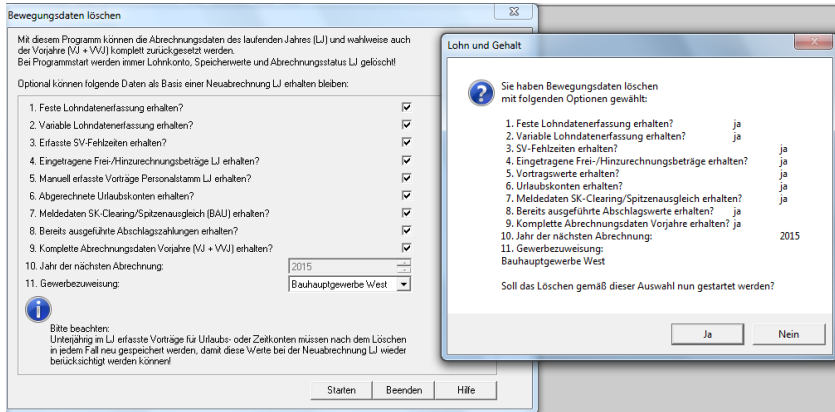 Bewegungsdaten löschen
Mit diesem Programm können die Abrechnungsdaten des laufenden Jahres (LJ) und wahlweise auch
der Vorjahre (VJ + VVJ) komplett zurückgesetzt werden.
Bei Programmstart werden immer Lohnkonto, Speicherwerte und Abrechnungsstatus LJ gelöscht!
Optional können folgende Daten als Basis einer Neuabrechnung LJ erhalten bleiben:
1. Feste Lohndatenerfassung erhalten?
2. Variable Lohndatenerfassung erhalten?
3. Erfasste SV-Fehlzeiten erhalten?
4. Eingetragene Frei-/Hinzurechnungsbeträge LJ erhalten?
5. Manuell erfasste Vorträge Personalstamm LJ erhalten?
6. Abgerechnete Urlaubskonten erhalten?
7. Meldedaten SK-Clearing/Spitzenausgleich (BAU) erhalten?
8. Bereits ausgeführte Abschlagszahlungen erhalten?
9. Komplette Abrechnungsdaten Vorjahre (VJ + VVJ) erhalten?
10. Jahr der nächsten Abrechnung: 2015
11. Gewerbezuweisung: Bauhauptgewerbe West
Bitte beachten:
Unterjährig im LJ erfasste Vorträge für Urlaubs- oder Zeitkonten müssen nach dem Löschen
in jedem Fall neu gespeichert werden, damit diese Werte bei der Neuabrechnung LJ wieder
berücksichtigt werden können!
Starten Beenden Hilfe
Lohn und Gehalt
Sie haben Bewegungsdaten löschen
mit folgenden Optionen gewählt:
1. Feste Lohndatenerfassung erhalten? ja
2. Variable Lohndatenerfassung erhalten? ja
3. SV-Fehlzeiten erhalten? ja
4. Eingetragene Frei-/Hinzurechnungsbeträge erhalten? ja
5. Vortragswerte erhalten? ja
6. Urlaubskonten erhalten? ja
7. Meldedaten SK-Clearing/Spitzenausgleich erhalten? ja
8. Bereits ausgeführte Abschlagswerte erhalten? ja
9. Komplette Abrechnungsdaten Vorjahre erhalten? ja
10. Jahr der nächsten Abrechnung: 2015
11. Gewerbezuweisung:
Bauhauptgewerbe West
Soll das Löschen gemäß dieser Auswahl nun gestartet werden?
Ja Nein